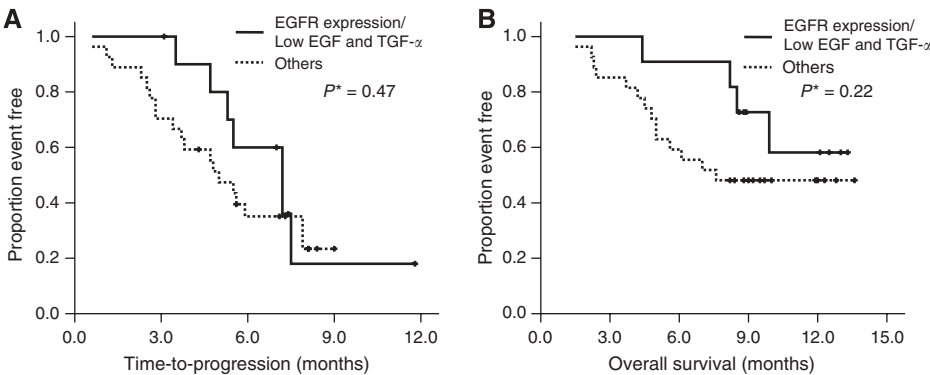 A
EGFR expression/
Low EGF and TGF-α
Others
P* = 0.47
Proportion event free
1.0
0.8
0.6
0.4
0.2
0.0
0.0 3.0 6.0 9.0 12.0
Time-to-progression (months)
B
EGFR expression/
Low EGF and TGF-α
Others
P* = 0.22
Proportion event free
1.0
0.8
0.6
0.4
0.2
0.0
0.0 3.0 6.0 9.0 12.0 15.0
Overall survival (months)